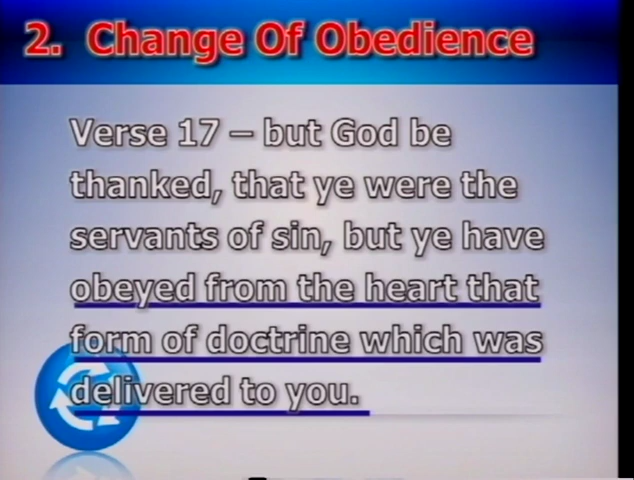 2. Change Of Obedience
Verse 17 – but God be
thanked, that ye were the
servants of sin, but ye have
obeyed from the heart that
form of doctrine which was
delivered to you.